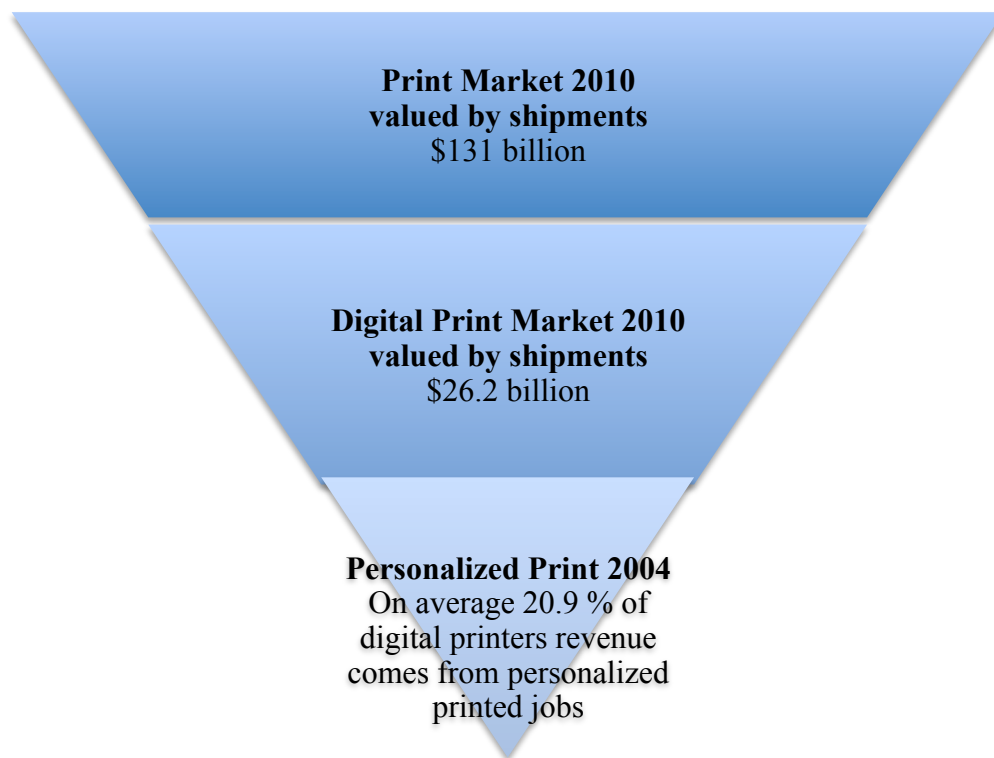 Print Market 2010
valued by shipments
$131 billion
Digital Print Market 2010
valued by shipments
$26.2 billion
Personalized Print 2004
On average 20.9 % of
digital printers revenue
comes from personalized
printed jobs